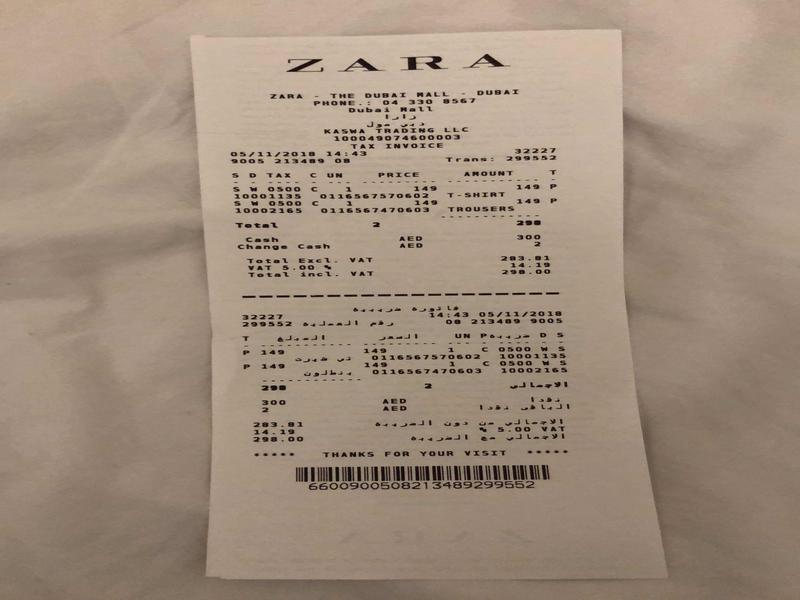 ZARA
ZARA - THE DUBAI MALL - DUBAI
PHONE.: 04 330 8567
Dubai Mall
زارا
دبي مول
KASWA TRADING LLC
100049074600003
TAX INVOICE
05/11/2018 14:43 32227
9005 213489 08 Trans: 299552
S D TAX C UN PRICE AMOUNT T
S W 0500 C 1 149 149 P
10001135 0116567570602 T-SHIRT
S W 0500 C 1 149 149 P
10002165 0116567470603 TROUSERS
Total 2 298
Cash AED 300
Change Cash AED 2
Total Excl. VAT 283.81
VAT 5.00 % 14.19
Total incl. VAT 298.00
فاتورة ضريبية
32227 14:43 05/11/2018
299552 رقم العملية 08 213489 9005
T المبلغ السعر UN ضريبة D S
P 149 149 1 C 0500 W S
تي شيرت 0116567570602 10001135
P 149 149 1 C 0500 W S
بنطلون 0116567470603 10002165
298 2 الاجمالي
300 AED نقدا
2 AED الباقى نقدا
283.81 الاجمالي من دون الضريبة
14.19 % 5.00 VAT
298.00 الاجمالي مع الضريبة
***** THANKS FOR YOUR VISIT *****
66009005082134892​99552